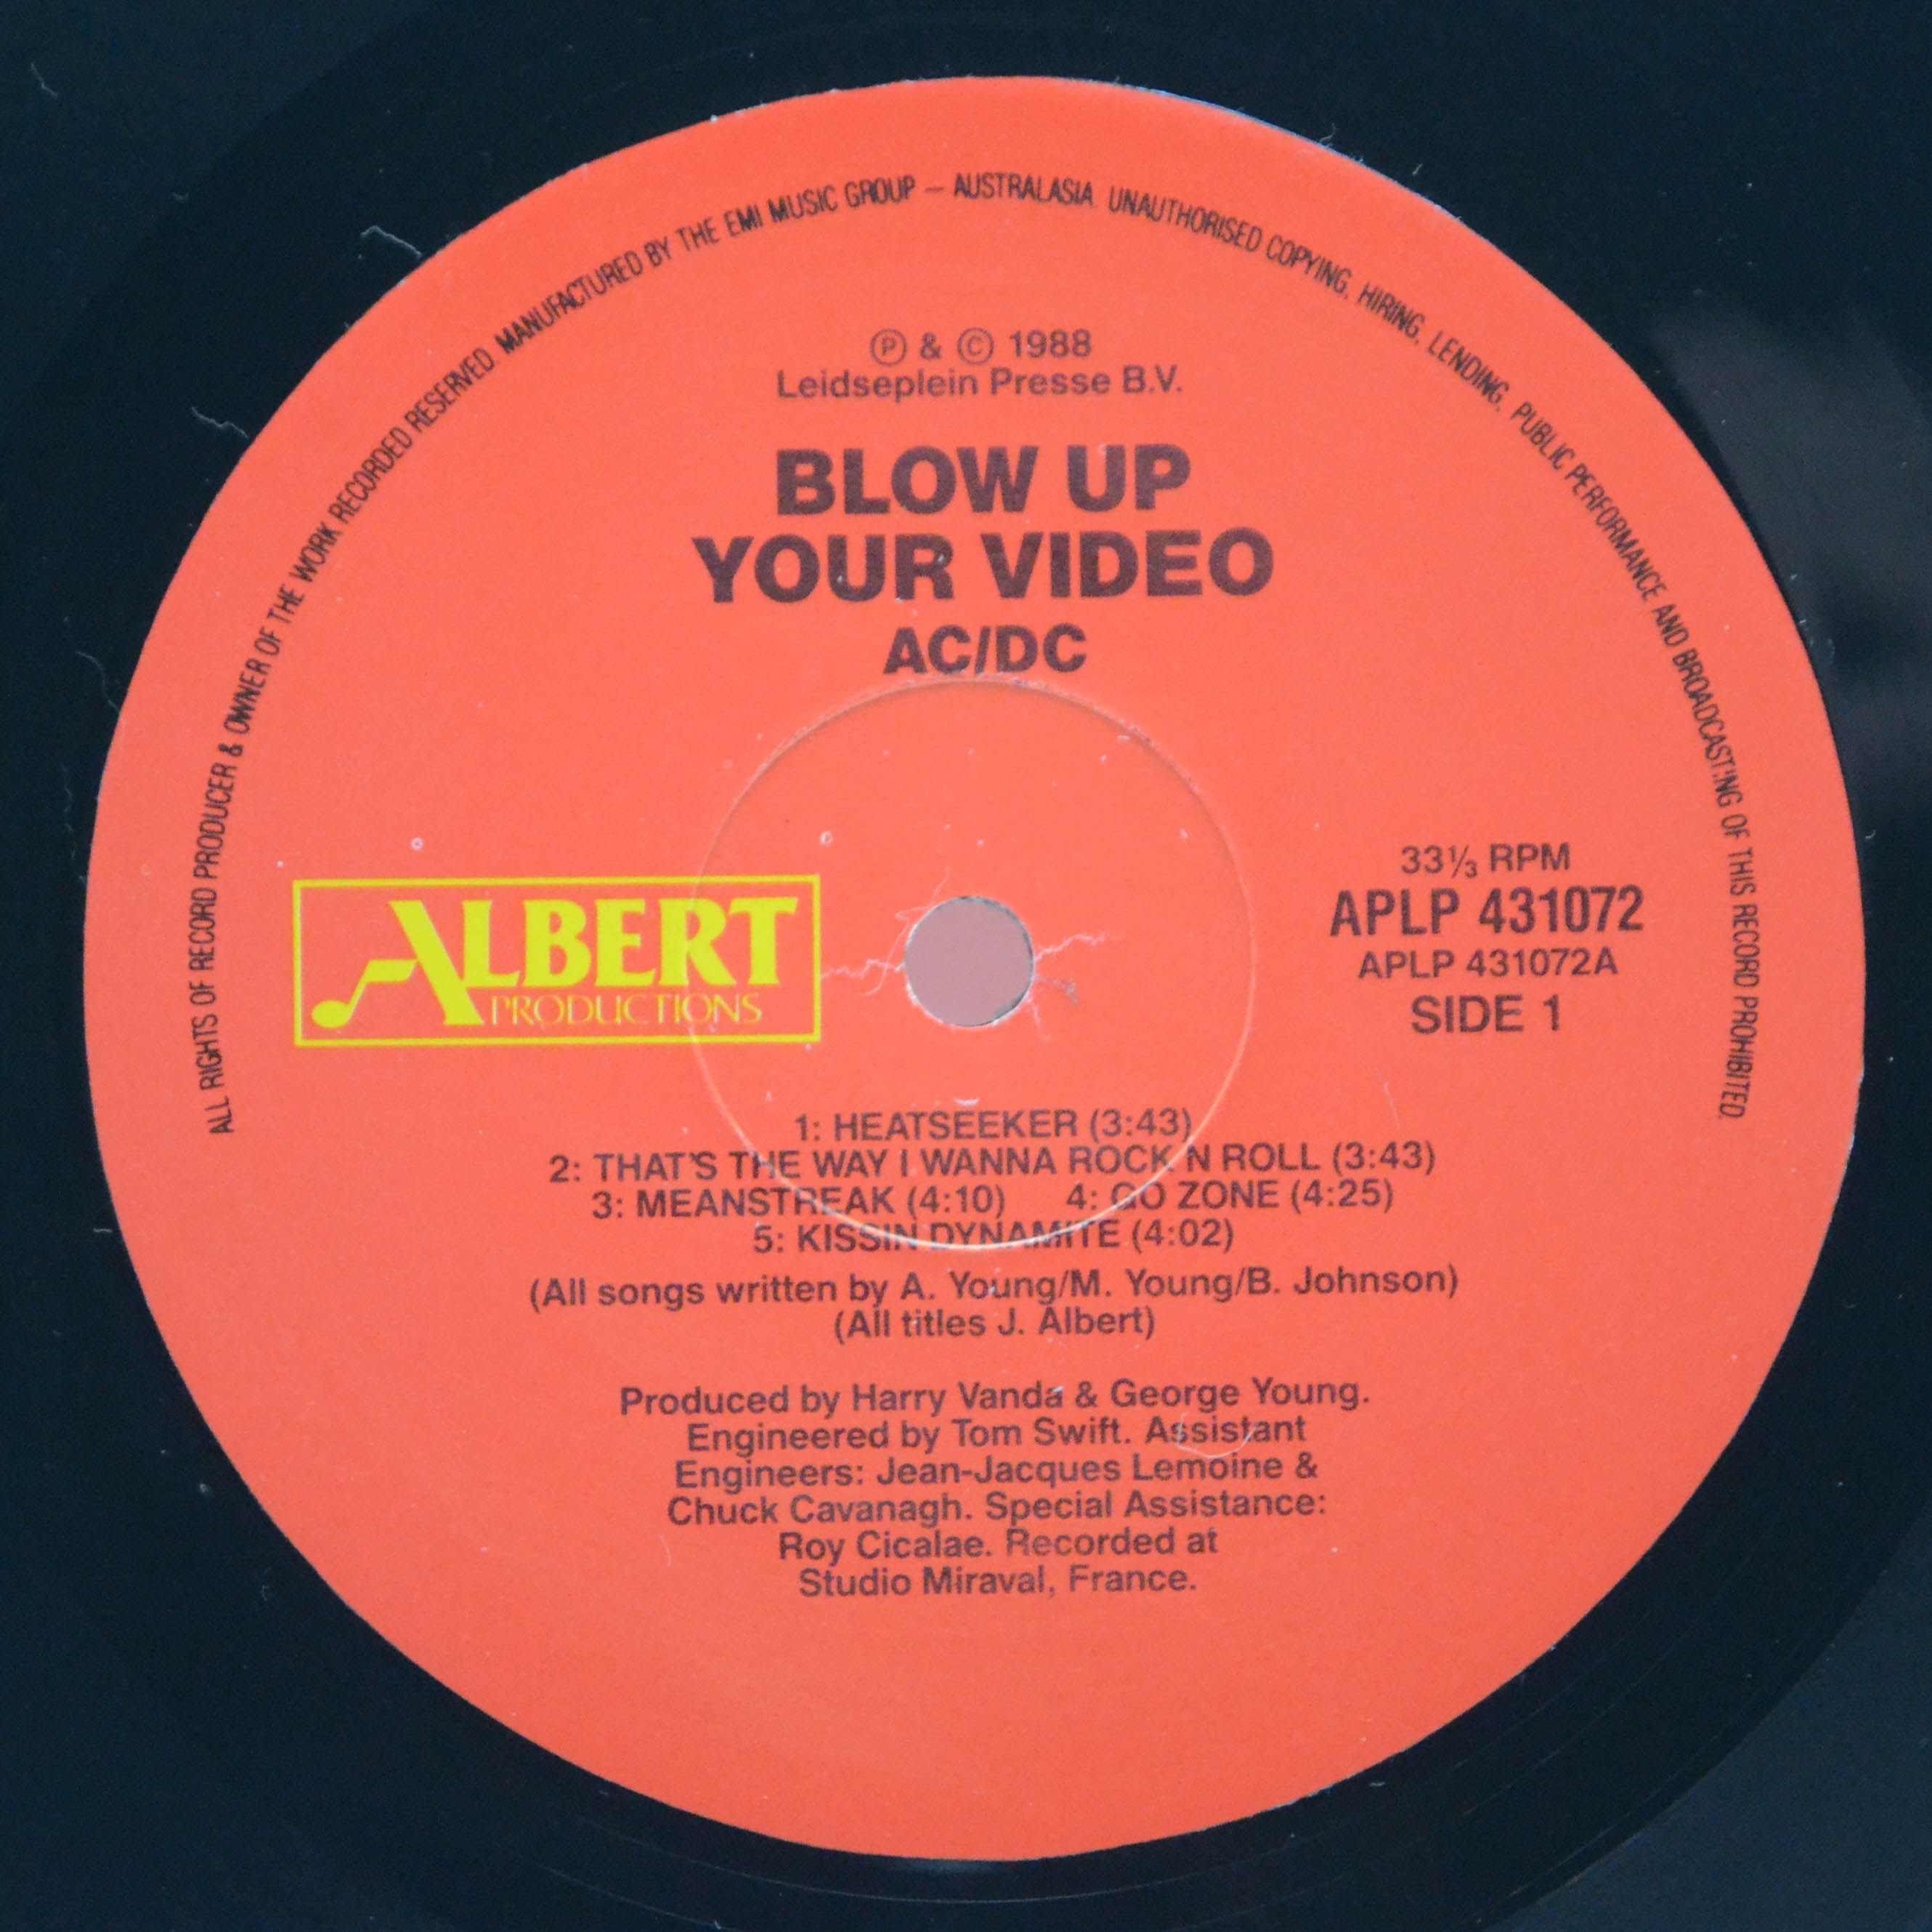 ALL RIGHTS OF RECORD PRODUCER & OWNER OF THE WORK RECORDED RESERVED. MANUFACTURED BY THE EMI MUSIC GROUP – AUSTRALASIA. UNAUTHORISED COPYING, HIRING, LENDING, PUBLIC PERFORMANCE AND BROADCASTING OF THIS RECORD PROHIBITED.
℗ & © 1988
Leidseplein Presse B.V.
BLOW UP
YOUR VIDEO
AC/DC
ALBERT
PRODUCTIONS
33⅓ RPM
APLP 431072
APLP 431072A
SIDE 1
1: HEATSEEKER (3:43)
2: THAT'S THE WAY I WANNA ROCK N ROLL (3:43)
3: MEANSTREAK (4:10) 4: GO ZONE (4:25)
5: KISSIN DYNAMITE (4:02)
(All songs written by A. Young/M. Young/B. Johnson)
(All titles J. Albert)
Produced by Harry Vanda & George Young.
Engineered by Tom Swift. Assistant
Engineers: Jean-Jacques Lemoine &
Chuck Cavanagh. Special Assistance:
Roy Cicalae. Recorded at
Studio Miraval, France.